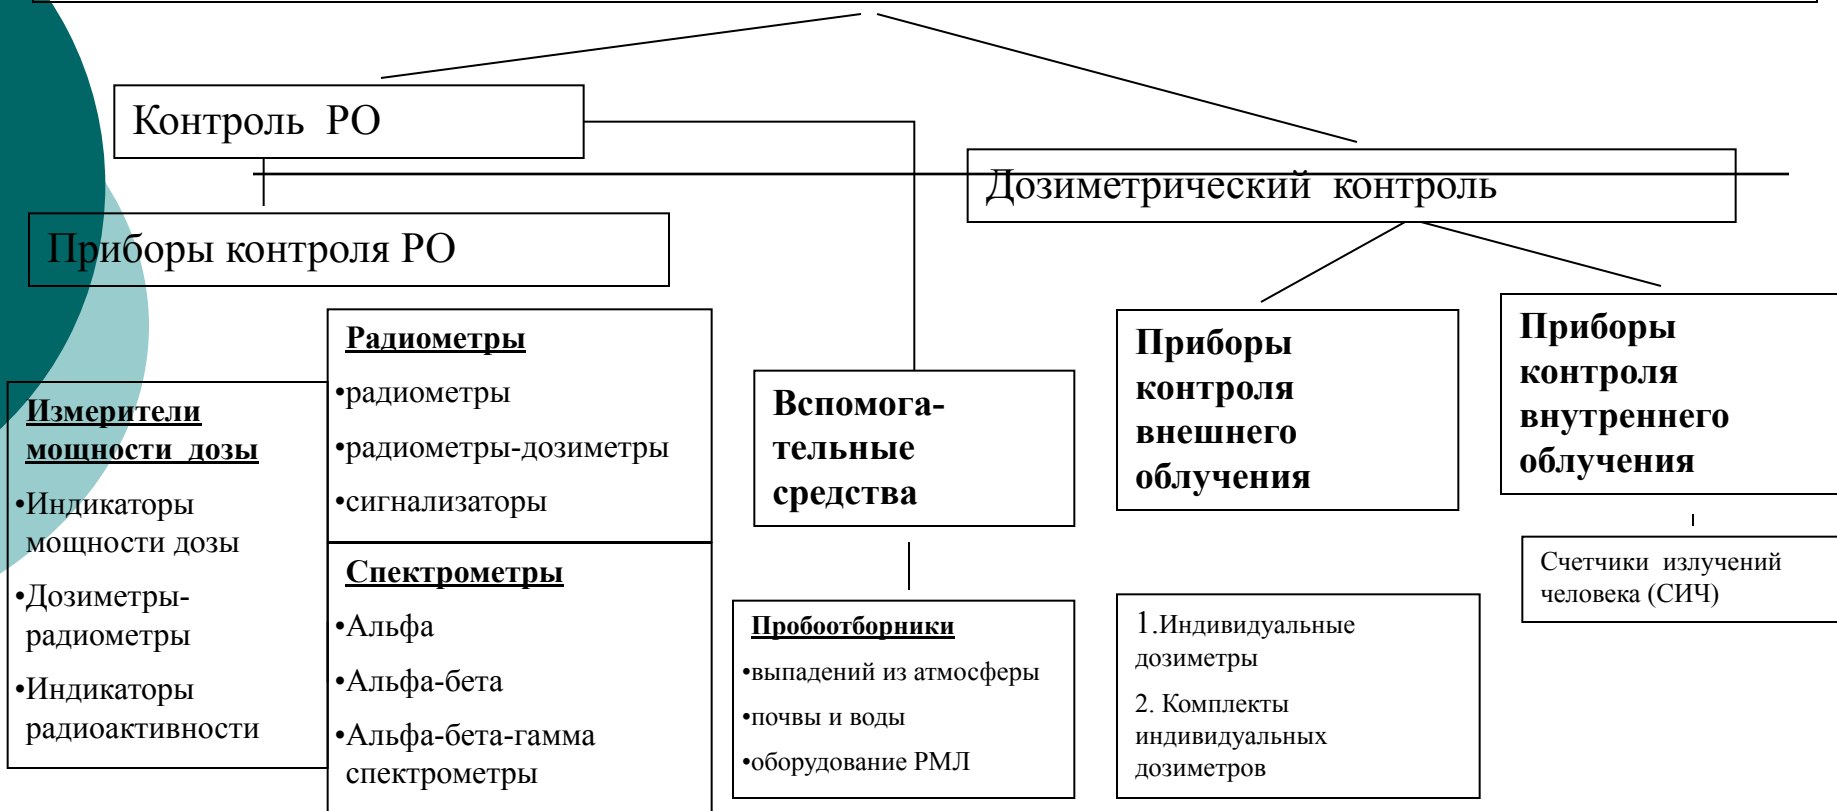 Контроль РО
Дозиметрический контроль
Приборы контроля РО
Измерители
мощности дозы
•Индикаторы
мощности дозы
•Дозиметры-
радиометры
•Индикаторы
радиоактивности
Радиометры
•радиометры
•радиометры-дозиметры
•сигнализаторы
Спектрометры
•Альфа
•Альфа-бета
•Альфа-бета-гамма
спектрометры
Вспомога-
тельные
средства
Пробоотборники
•выпадений из атмосферы
•почвы и воды
•оборудование РМЛ
Приборы
контроля
внешнего
облучения
1.Индивидуальные
дозиметры
2. Комплекты
индивидуальных
дозиметров
Приборы
контроля
внутреннего
облучения
Счетчики излучений
человека (СИЧ)